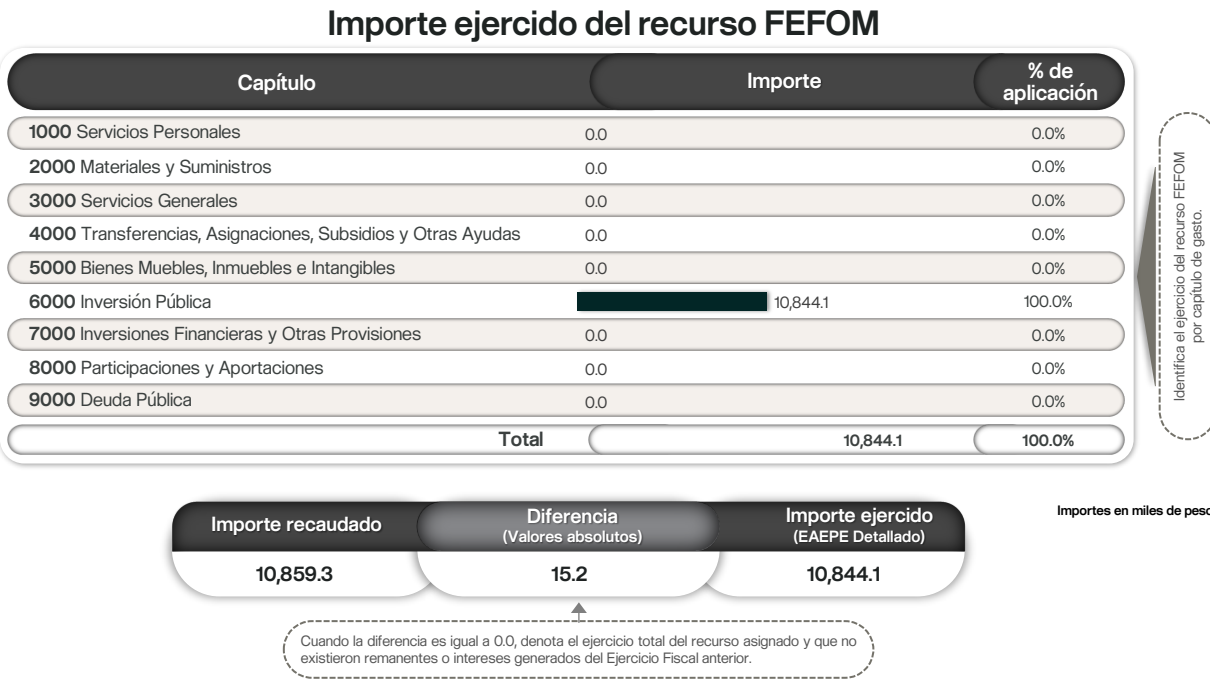 Importe ejercido del recurso FEFOM
Capítulo Importe % de aplicación
1000 Servicios Personales 0.0 0.0%
2000 Materiales y Suministros 0.0 0.0%
3000 Servicios Generales 0.0 0.0%
4000 Transferencias, Asignaciones, Subsidios y Otras Ayudas 0.0 0.0%
5000 Bienes Muebles, Inmuebles e Intangibles 0.0 0.0%
6000 Inversión Pública 10,844.1 100.0%
7000 Inversiones Financieras y Otras Provisiones 0.0 0.0%
8000 Participaciones y Aportaciones 0.0 0.0%
9000 Deuda Pública 0.0 0.0%
Total 10,844.1 100.0%
Identifica el ejercicio del recurso FEFOM
por capítulo de gasto.
Importe recaudado Diferencia (Valores absolutos) Importe ejercido (EAEPE Detallado)
10,859.3 15.2 10,844.1
Importes en miles de
Cuando la diferencia es igual a 0.0, denota el ejercicio total del recurso asignado y que no
existieron remanentes o intereses generados del Ejercicio Fiscal anterior.